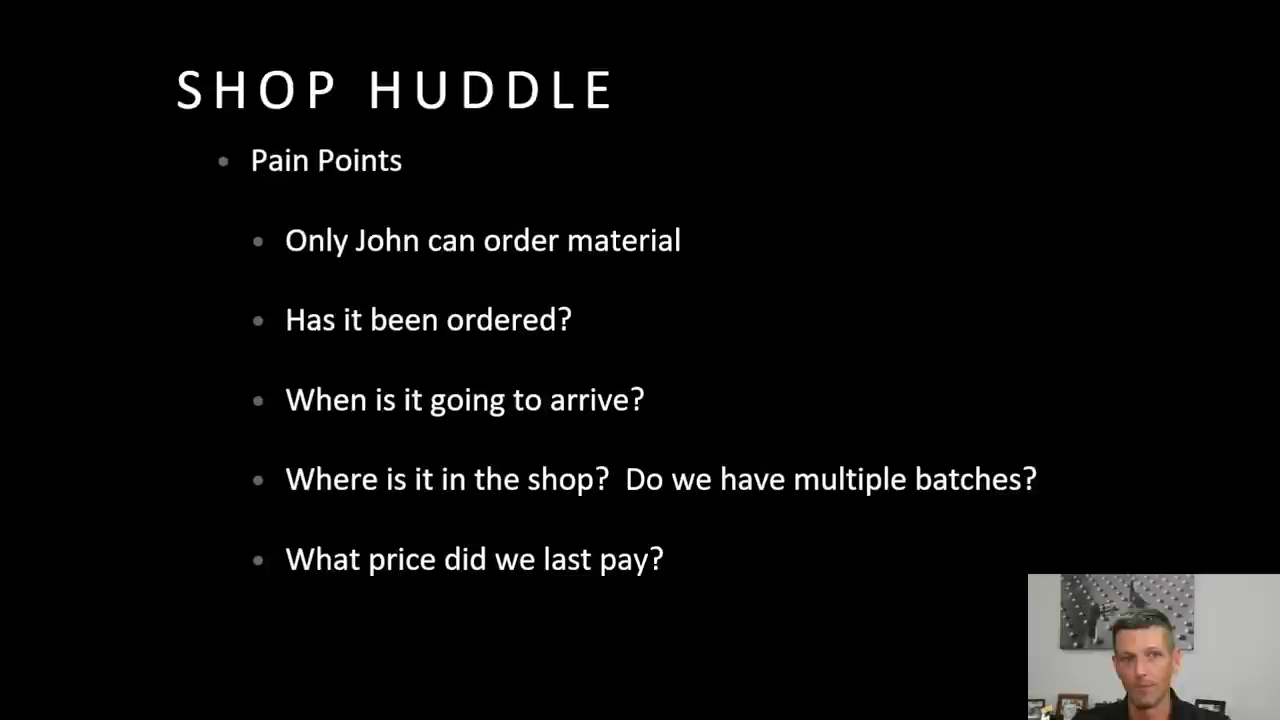 SHOP HUDDLE
Pain Points
Only John can order material
Has it been ordered?
When is it going to arrive?
Where is it in the shop?  Do we have multiple batches?
What price did we last pay?